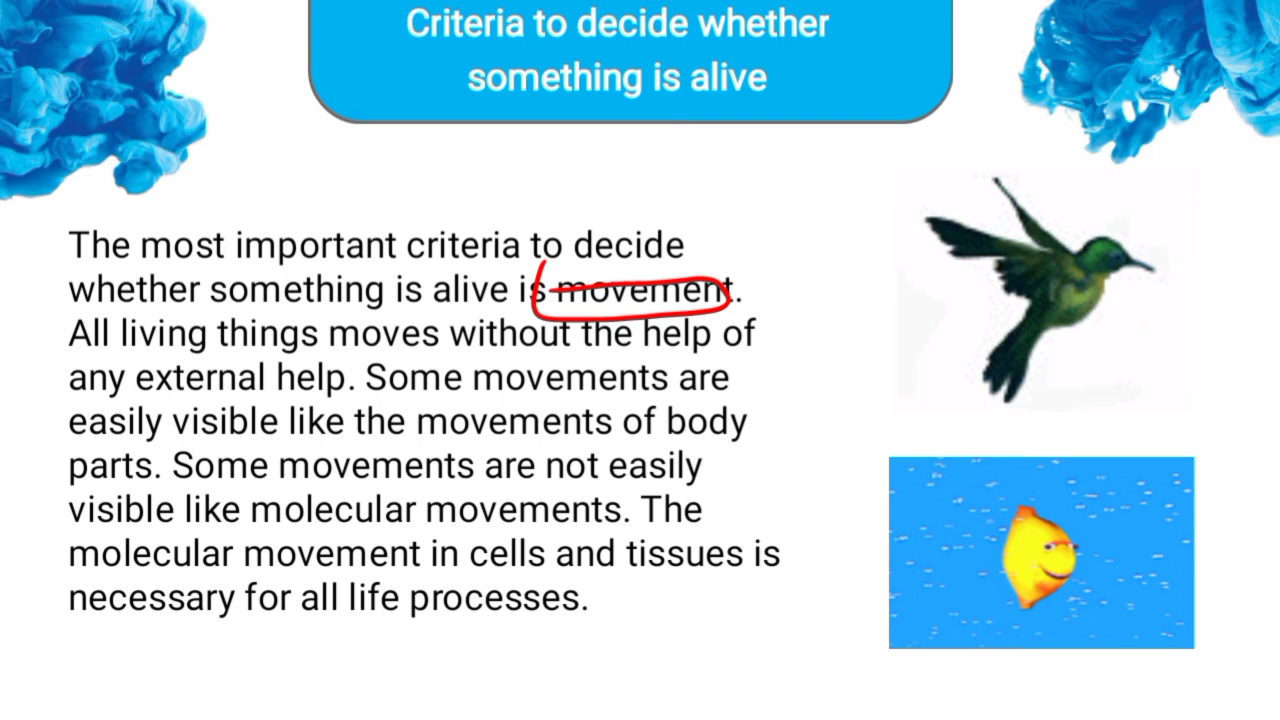 Criteria to decide whether
something is alive
The most important criteria to decide
whether something is alive is movement.
All living things moves without the help of
any external help. Some movements are
easily visible like the movements of body
parts. Some movements are not easily
visible like molecular movements. The
molecular movement in cells and tissues is
necessary for all life processes.